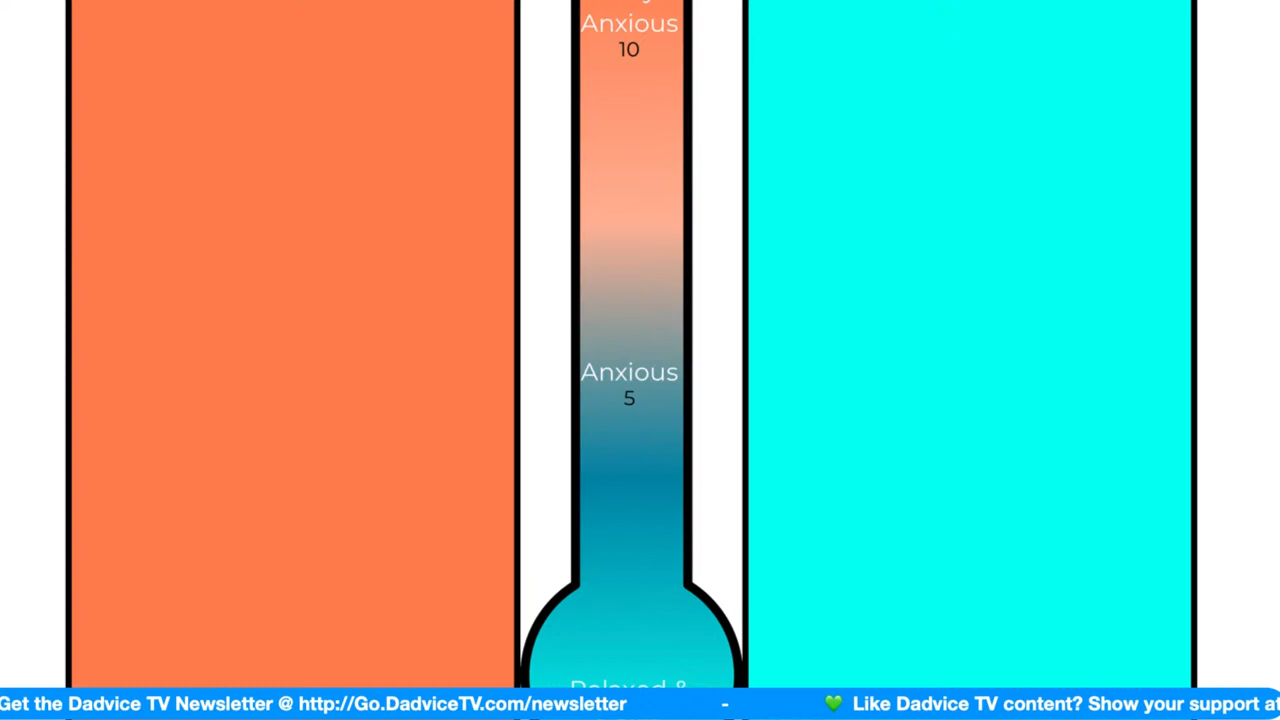 Anxious
10
Anxious
5
Relaxed &
Get the Dadvice TV Newsletter @ http://Go.DadviceTV.com/newsletter - 💚 Like Dadvice TV content? Show your support at